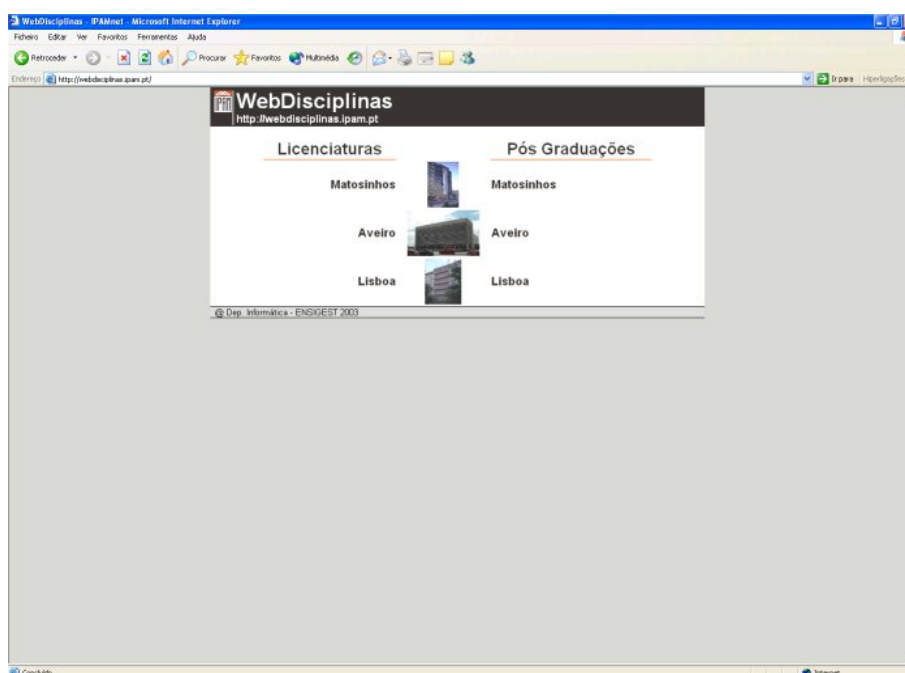 WebDisciplinas - IPAMnet - Microsoft Internet Explorer
Ficheiro Editar Ver Favoritos Ferramentas Ajuda
Retroceder Procurar Favoritos Multimédia
Endereço http://webdisciplinas.ipam.pt/ Ir para Hiperligações
WebDisciplinas
http://webdisciplinas.ipam.pt
Licenciaturas Pós Graduações
Matosinhos Matosinhos
Aveiro Aveiro
Lisboa Lisboa
@ Dep. Informática - ENSIGEST 2003
Concluído Internet